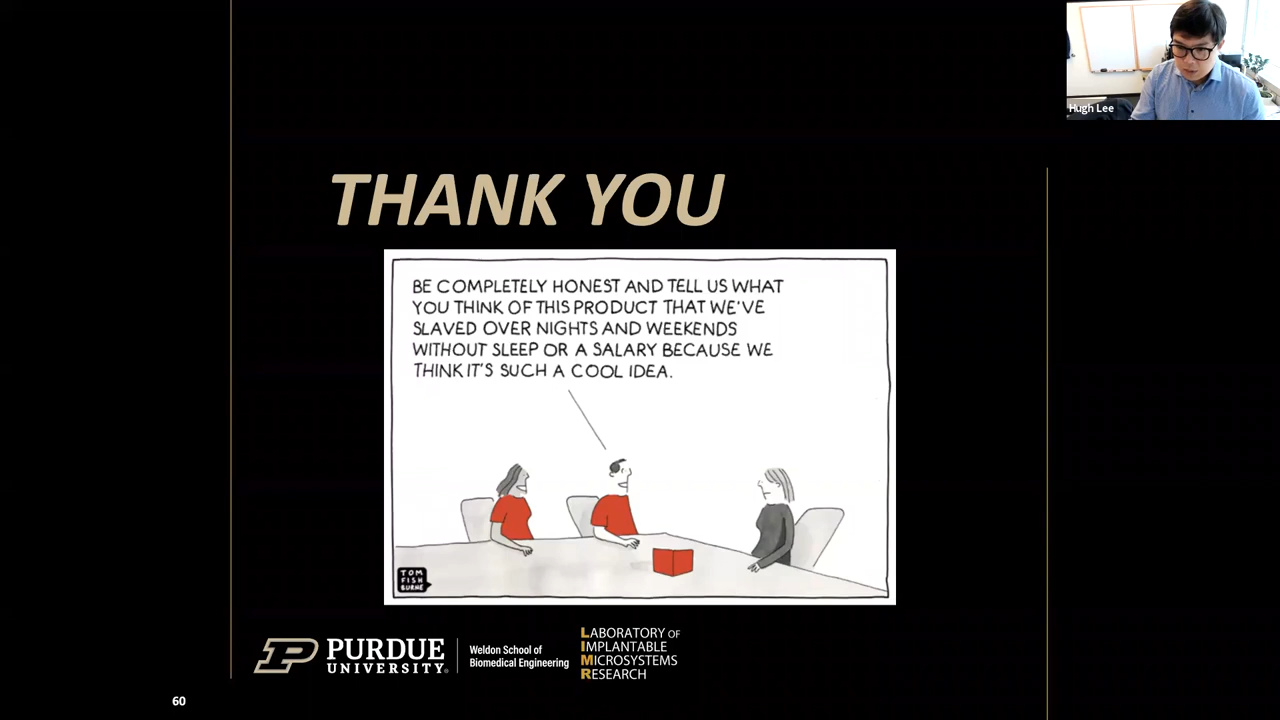 Hugh Lee
THANK YOU
BE COMPLETELY HONEST AND TELL US WHAT
YOU THINK OF THIS PRODUCT THAT WE'VE
SLAVED OVER NIGHTS AND WEEKENDS
WITHOUT SLEEP OR A SALARY BECAUSE WE
THINK IT'S SUCH A COOL IDEA.
TOM
FISH
BURNE
PURDUE
UNIVERSITY®
Weldon School of
Biomedical Engineering
LABORATORY OF
IMPLANTABLE
MICROSYSTEMS
RESEARCH
60